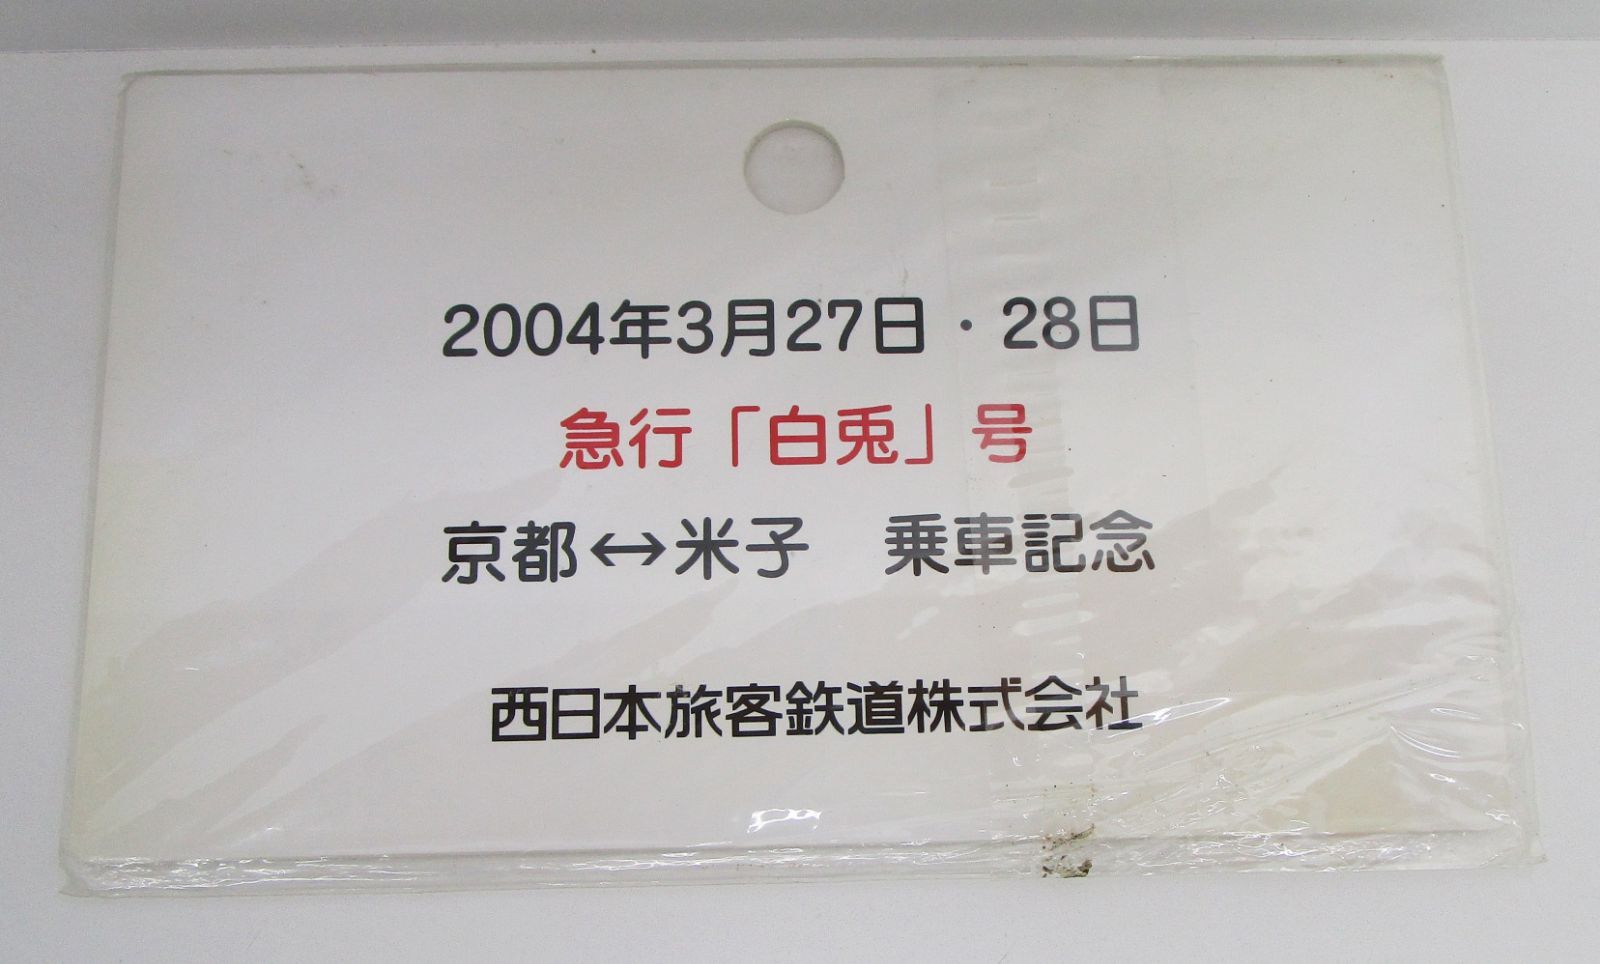 2004年3月27日・28日
急行「白兎」号
京都↔米子　乗車記念
西日本旅客鉄道株式会社